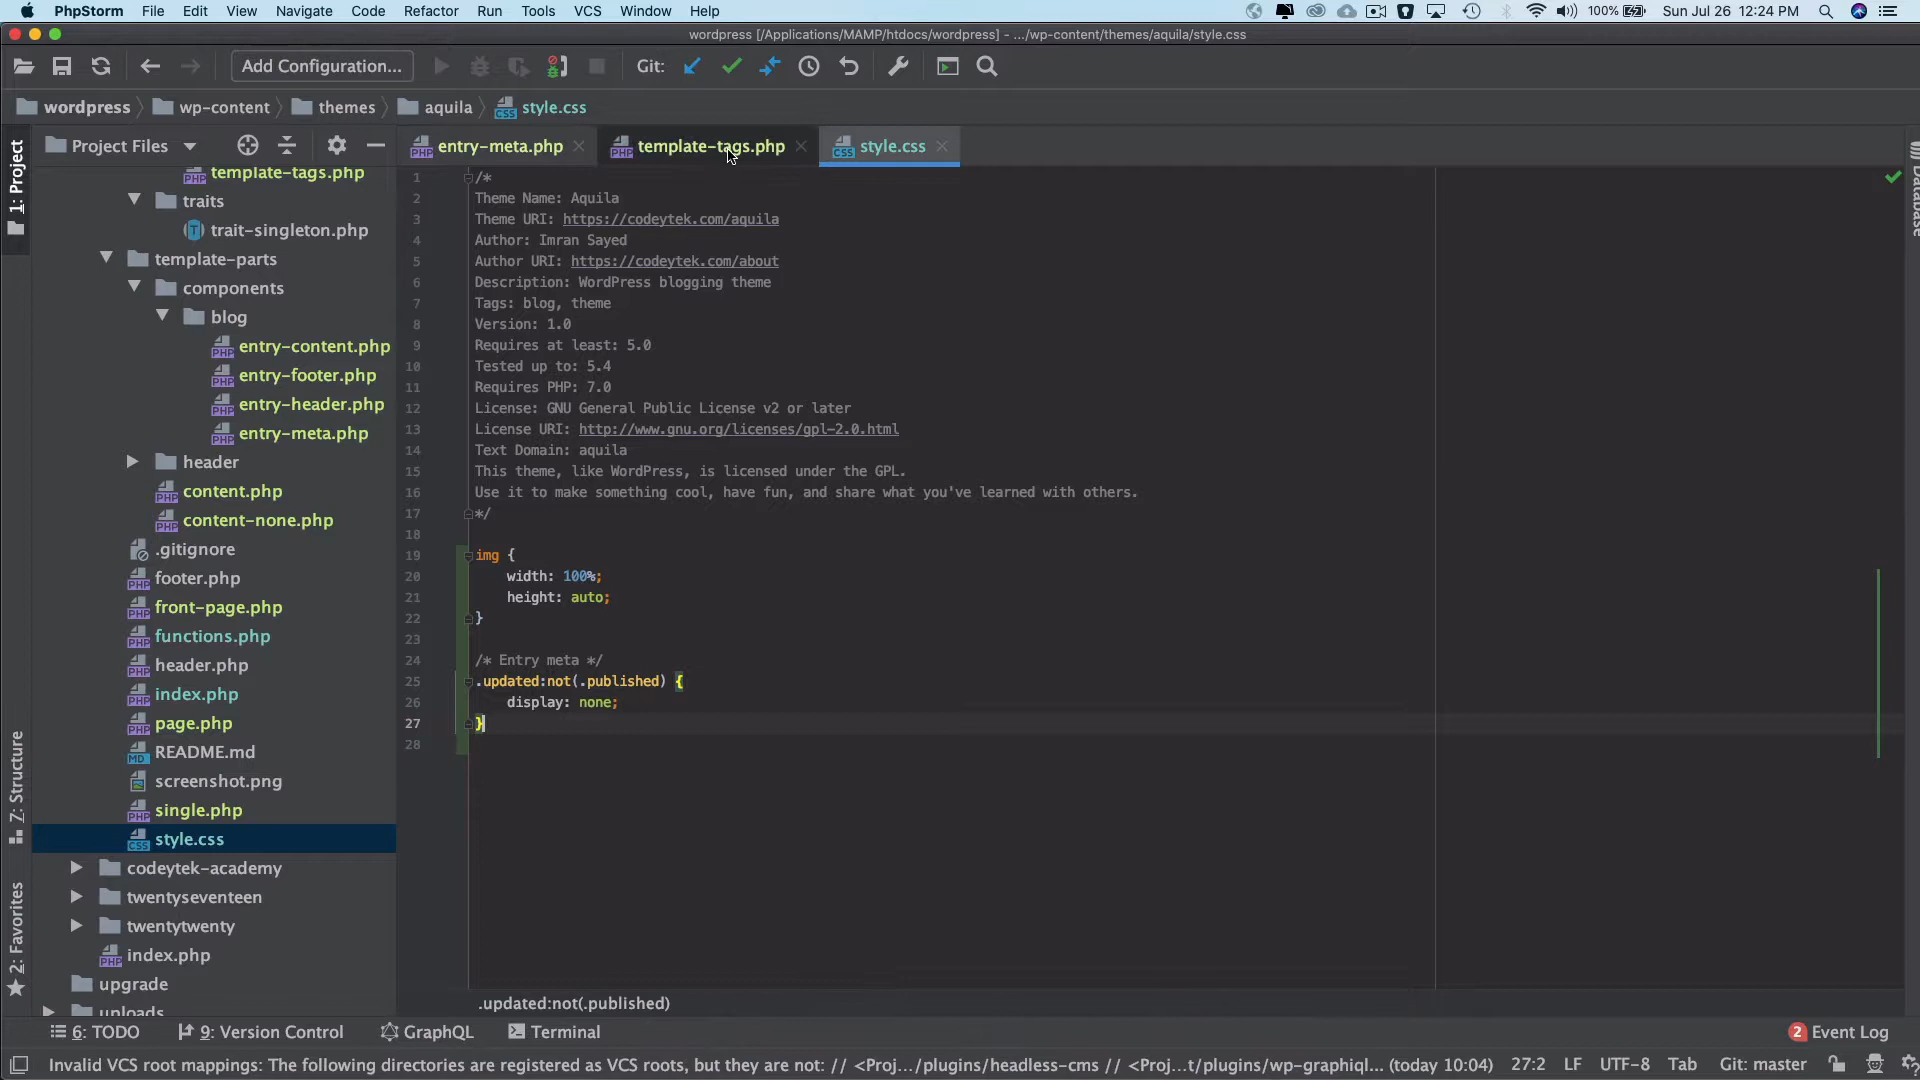 PhpStorm File Edit View Navigate Code Refactor Run Tools VCS Window Help 100% Sun Jul 26 12:24 PM
wordpress [/Applications/MAMP/htdocs/wordpress] - .../wp-content/themes/aquila/style.css
Add Configuration... Git:
wordpress wp-content themes aquila style.css
Project Files entry-meta.php template-tags.php style.css
1: Project
Database
template-tags.php
traits
trait-singleton.php
template-parts
components
blog
entry-content.php
entry-footer.php
entry-header.php
entry-meta.php
header
content.php
content-none.php
.gitignore
footer.php
front-page.php
functions.php
header.php
index.php
page.php
README.md
screenshot.png
single.php
style.css
codeytek-academy
twentyseventeen
twentytwenty
index.php
upgrade
uploads
Z: Structure
2: Favorites
1 /*
2 Theme Name: Aquila
3 Theme URI: https://codeytek.com/aquila
4 Author: Imran Sayed
5 Author URI: https://codeytek.com/about
6 Description: WordPress blogging theme
7 Tags: blog, theme
8 Version: 1.0
9 Requires at least: 5.0
10 Tested up to: 5.4
11 Requires PHP: 7.0
12 License: GNU General Public License v2 or later
13 License URI: http://www.gnu.org/licenses/gpl-2.0.html
14 Text Domain: aquila
15 This theme, like WordPress, is licensed under the GPL.
16 Use it to make something cool, have fun, and share what you've learned with others.
17 */
18
19 img {
20 width: 100%;
21 height: auto;
22 }
23
24 /* Entry meta */
25 .updated:not(.published) {
26 display: none;
27 }
28
.updated:not(.published)
6: TODO 9: Version Control GraphQL Terminal 2 Event Log
Invalid VCS root mappings: The following directories are registered as VCS roots, but they are not: // <Proj.../plugins/headless-cms // <Proj...t/plugins/wp-graphiql... (today 10:04) 27:2 LF UTF-8 Tab Git: master